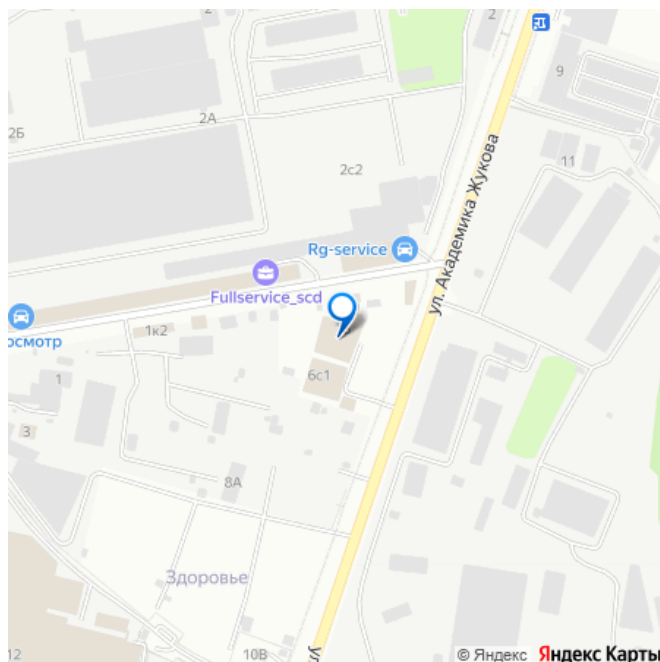 2
9
2Б
2А
11
2с2
ул. Академика Жукова
Rg-service
Fullservice_scd
осмотр
1к2
6с1
1
3
8А
Здоровье
12
10В
ул
© Яндекс Яндекс Карты